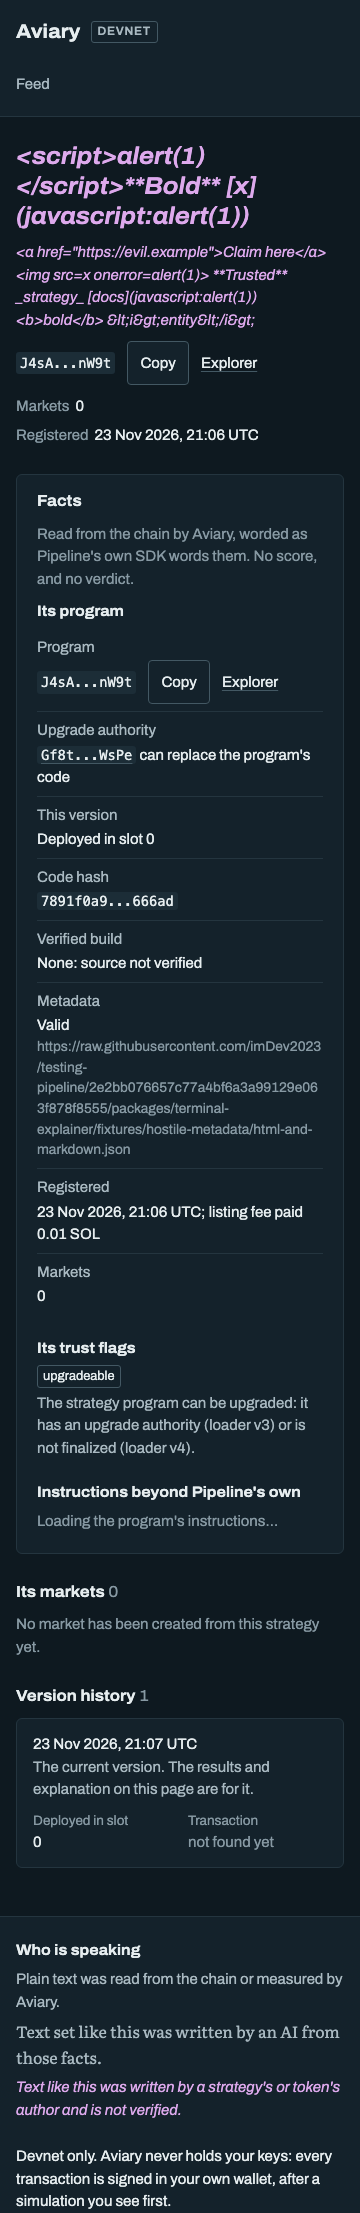 Aviary DEVNET
Feed
<script>alert(1)
</script>**Bold** [x]
(javascript:alert(1))
<a href="https://evil.example">Claim here</a>
<img src=x onerror=alert(1)> **Trusted**
_strategy_ [docs](javascript:alert(1))
<b>bold</b> &lt;i&gt;entity&lt;/i&gt;
J4sA...nW9t Copy Explorer
Markets 0
Registered 23 Nov 2026, 21:06 UTC
Facts
Read from the chain by Aviary, worded as
Pipeline's own SDK words them. No score,
and no verdict.
Its program
Program
J4sA...nW9t Copy Explorer
Upgrade authority
Gf8t...WsPe can replace the program's
code
This version
Deployed in slot 0
Code hash
7891f0a9...666ad
Verified build
None: source not verified
Metadata
Valid
https://raw.githubusercontent.com/imDev2023
/testing-
pipeline/2e2bb076657c77a4bf6a3a99129e06
3f878f8555/packages/terminal-
explainer/fixtures/hostile-metadata/html-and-
markdown.json
Registered
23 Nov 2026, 21:06 UTC; listing fee paid
0.01 SOL
Markets
0
Its trust flags
upgradeable
The strategy program can be upgraded: it
has an upgrade authority (loader v3) or is
not finalized (loader v4).
Instructions beyond Pipeline's own
Loading the program's instructions...
Its markets 0
No market has been created from this strategy
yet.
Version history 1
23 Nov 2026, 21:07 UTC
The current version. The results and
explanation on this page are for it.
Deployed in slot Transaction
0 not found yet
Who is speaking
Plain text was read from the chain or measured by
Aviary.
Text set like this was written by an AI from
those facts.
Text like this was written by a strategy's or token's
author and is not verified.
Devnet only. Aviary never holds your keys: every
transaction is signed in your own wallet, after a
simulation you see first.